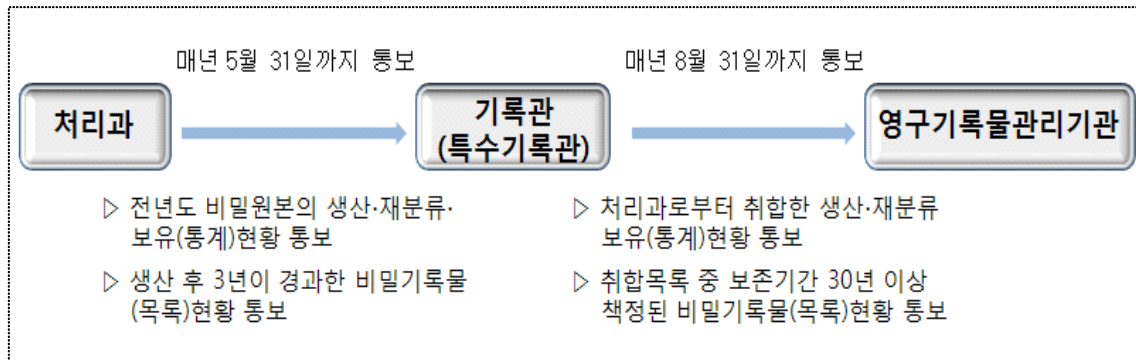 매년 5월 31일까지 통보
매년 8월 31일까지 통보
처리과
기록관
(특수기록관)
영구기록물관리기관
▷ 전년도 비밀원본의 생산·재분류·
보유(통계)현황 통보
▷ 생산 후 3년이 경과한 비밀기록물
(목록)현황 통보
▷ 처리과로부터 취합한 생산·재분류
보유(통계)현황 통보
▷ 취합목록 중 보존기간 30년 이상
책정된 비밀기록물(목록)현황 통보